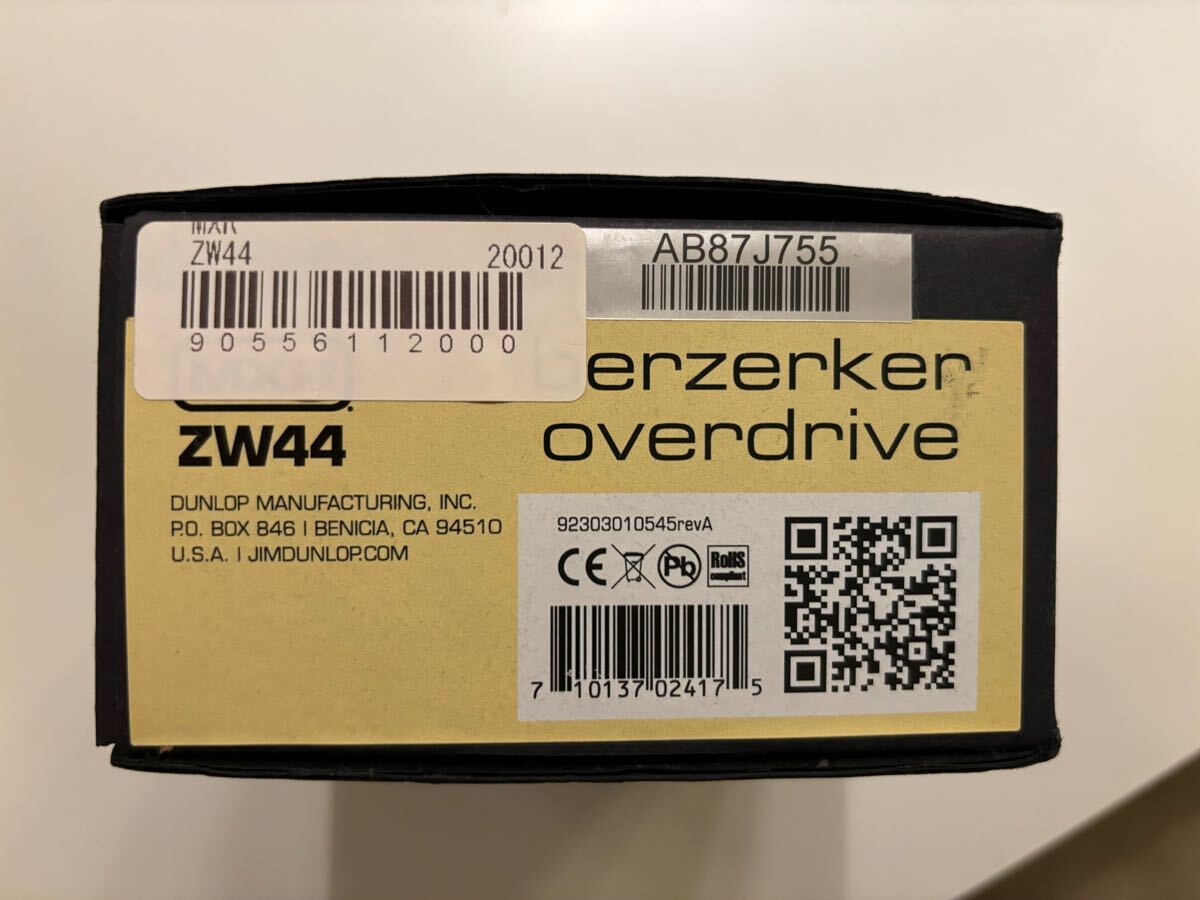 MXR
ZW44 20012
90556112000
AB87J755
berzerker
overdrive
ZW44
DUNLOP MANUFACTURING, INC.
P.O. BOX 846 | BENICIA, CA 94510
U.S.A. | JIMDUNLOP.COM
92303010545revA
CE Pb RoHS
compliant
7 10137 02417 5